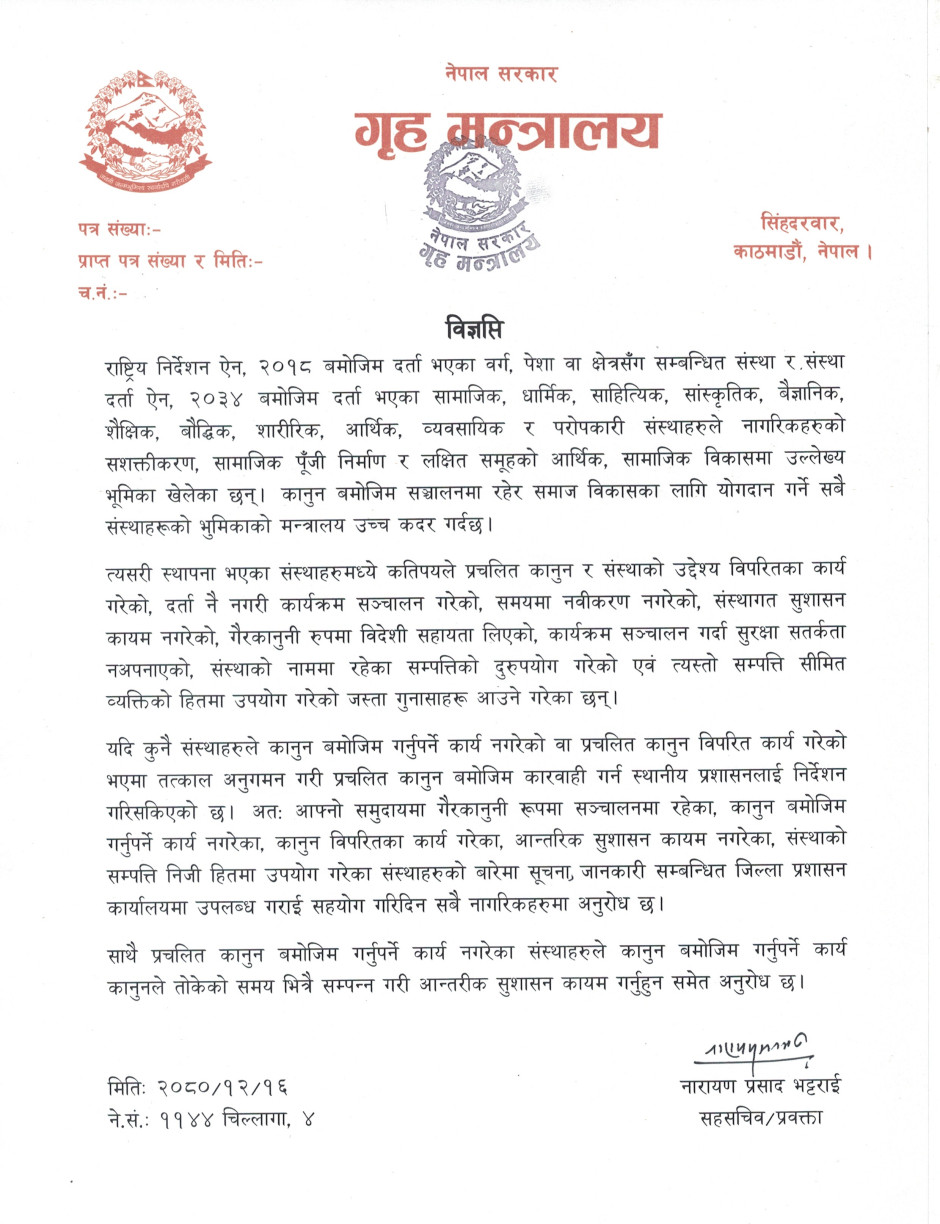 नेपाल सरकार
गृह मन्त्रालय
नेपाल सरकार
गृह मन्त्रालय
पत्र संख्याः-
प्राप्त पत्र संख्या र मितिः-
च.नं.:-
सिंहदरवार,
काठमाडौं, नेपाल ।
विज्ञप्ति
राष्ट्रिय निर्देशन ऐन, २०१८ बमोजिम दर्ता भएका वर्ग, पेशा वा क्षेत्रसँग सम्बन्धित संस्था र संस्था
दर्ता ऐन, २०३४ बमोजिम दर्ता भएका सामाजिक, धार्मिक, साहित्यिक, सांस्कृतिक, बैज्ञानिक,
शैक्षिक, बौद्धिक, शारीरिक, आर्थिक, व्यवसायिक र परोपकारी संस्थाहरुले नागरिकहरुको
सशक्तीकरण, सामाजिक पूँजी निर्माण र लक्षित समूहको आर्थिक, सामाजिक विकासमा उल्लेख्य
भूमिका खेलेका छन्। कानुन बमोजिम सञ्चालनमा रहेर समाज विकासका लागि योगदान गर्ने सबै
संस्थाहरूको भुमिकाको मन्त्रालय उच्च कदर गर्दछ।
त्यसरी स्थापना भएका संस्थाहरुमध्ये कतिपयले प्रचलित कानुन र संस्थाको उद्देश्य विपरितका कार्य
गरेको, दर्ता नै नगरी कार्यक्रम सञ्चालन गरेको, समयमा नवीकरण नगरेको, संस्थागत सुशासन
कायम नगरेको, गैरकानुनी रुपमा विदेशी सहायता लिएको, कार्यक्रम सञ्चालन गर्दा सुरक्षा सतर्कता
नअपनाएको, संस्थाको नाममा रहेका सम्पत्तिको दुरुपयोग गरेको एवं त्यस्तो सम्पत्ति सीमित
व्यक्तिको हितमा उपयोग गरेको जस्ता गुनासाहरू आउने गरेका छन्।
यदि कुनै संस्थाहरुले कानुन बमोजिम गर्नुपर्ने कार्य नगरेको वा प्रचलित कानुन विपरित कार्य गरेको
भएमा तत्काल अनुगमन गरी प्रचलित कानुन बमोजिम कारवाही गर्न स्थानीय प्रशासनलाई निर्देशन
गरिसकिएको छ। अतः आफ्नो समुदायमा गैरकानुनी रूपमा सञ्चालनमा रहेका, कानुन बमोजिम
गर्नुपर्ने कार्य नगरेका, कानुन विपरितका कार्य गरेका, आन्तरिक सुशासन कायम नगरेका, संस्थाको
सम्पत्ति निजी हितमा उपयोग गरेका संस्थाहरुको बारेमा सूचना, जानकारी सम्बन्धित जिल्ला प्रशासन
कार्यालयमा उपलब्ध गराई सहयोग गरिदिन सबै नागरिकहरुमा अनुरोध छ।
साथै प्रचलित कानुन बमोजिम गर्नुपर्ने कार्य नगरेका संस्थाहरुले कानुन बमोजिम गर्नुपर्ने कार्य
कानुनले तोकेको समय भित्रै सम्पन्न गरी आन्तरीक सुशासन कायम गर्नुहुन समेत अनुरोध छ।
मितिः २०८०/१२/१६
ने.सं.: ११४४ चिल्लागा, ४
नारायण प्रसाद भट्टराई
सहसचिव/प्रवक्ता